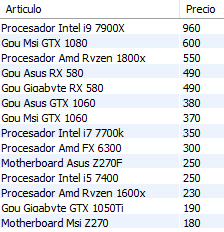 Articulo Precio
Procesador Intel i9 7900X 960
Gpu Msi GTX 1080 600
Procesador Amd Ryzen 1800x 550
Gpu Asus RX 580 490
Gpu Gigabyte RX 580 490
Gpu Asus GTX 1060 380
Gpu Msi GTX 1060 370
Procesador Intel i7 7700k 350
Procesador Amd FX 6300 300
Motherboard Asus Z270F 250
Procesador Intel i5 7400 250
Procesador Amd Ryzen 1600x 230
Gpu Gigabyte GTX 1050Ti 190
Motherboard Msi Z270 180